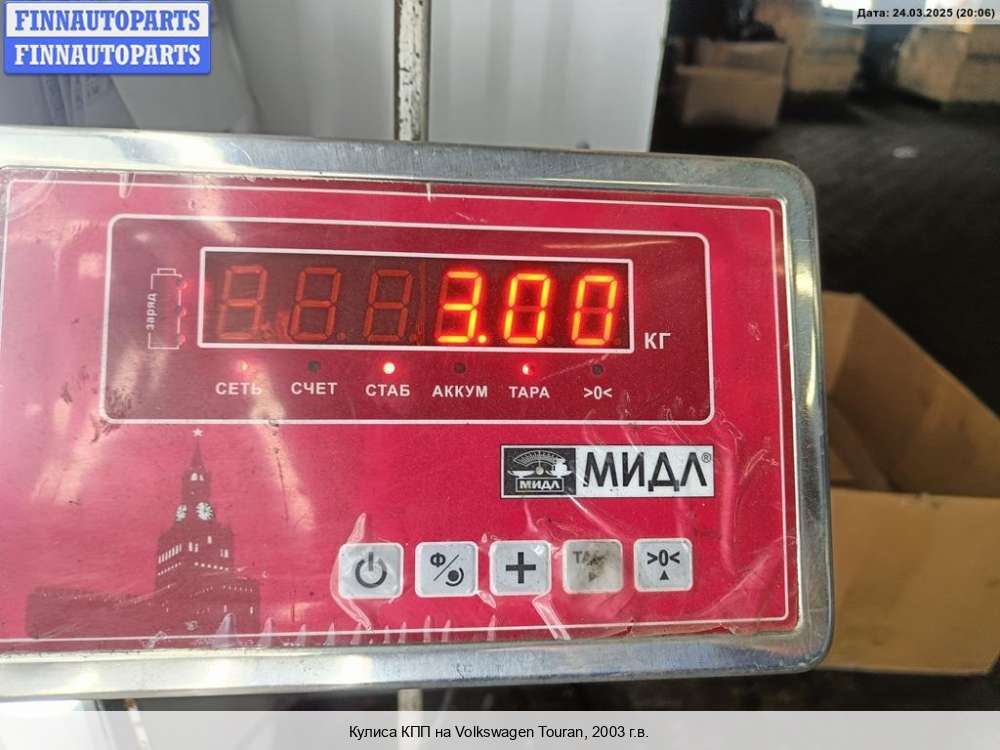 FINNAUTOPARTS
FINNAUTOPARTS
Дата: 24.03.2025 (20:06)
заряд
3.00
КГ
СЕТЬ СЧЕТ СТАБ АККУМ ТАРА >0<
МИДЛ
МИДЛ®
Ф
>0<
Кулиса КПП на Volkswagen Touran, 2003 г.в.